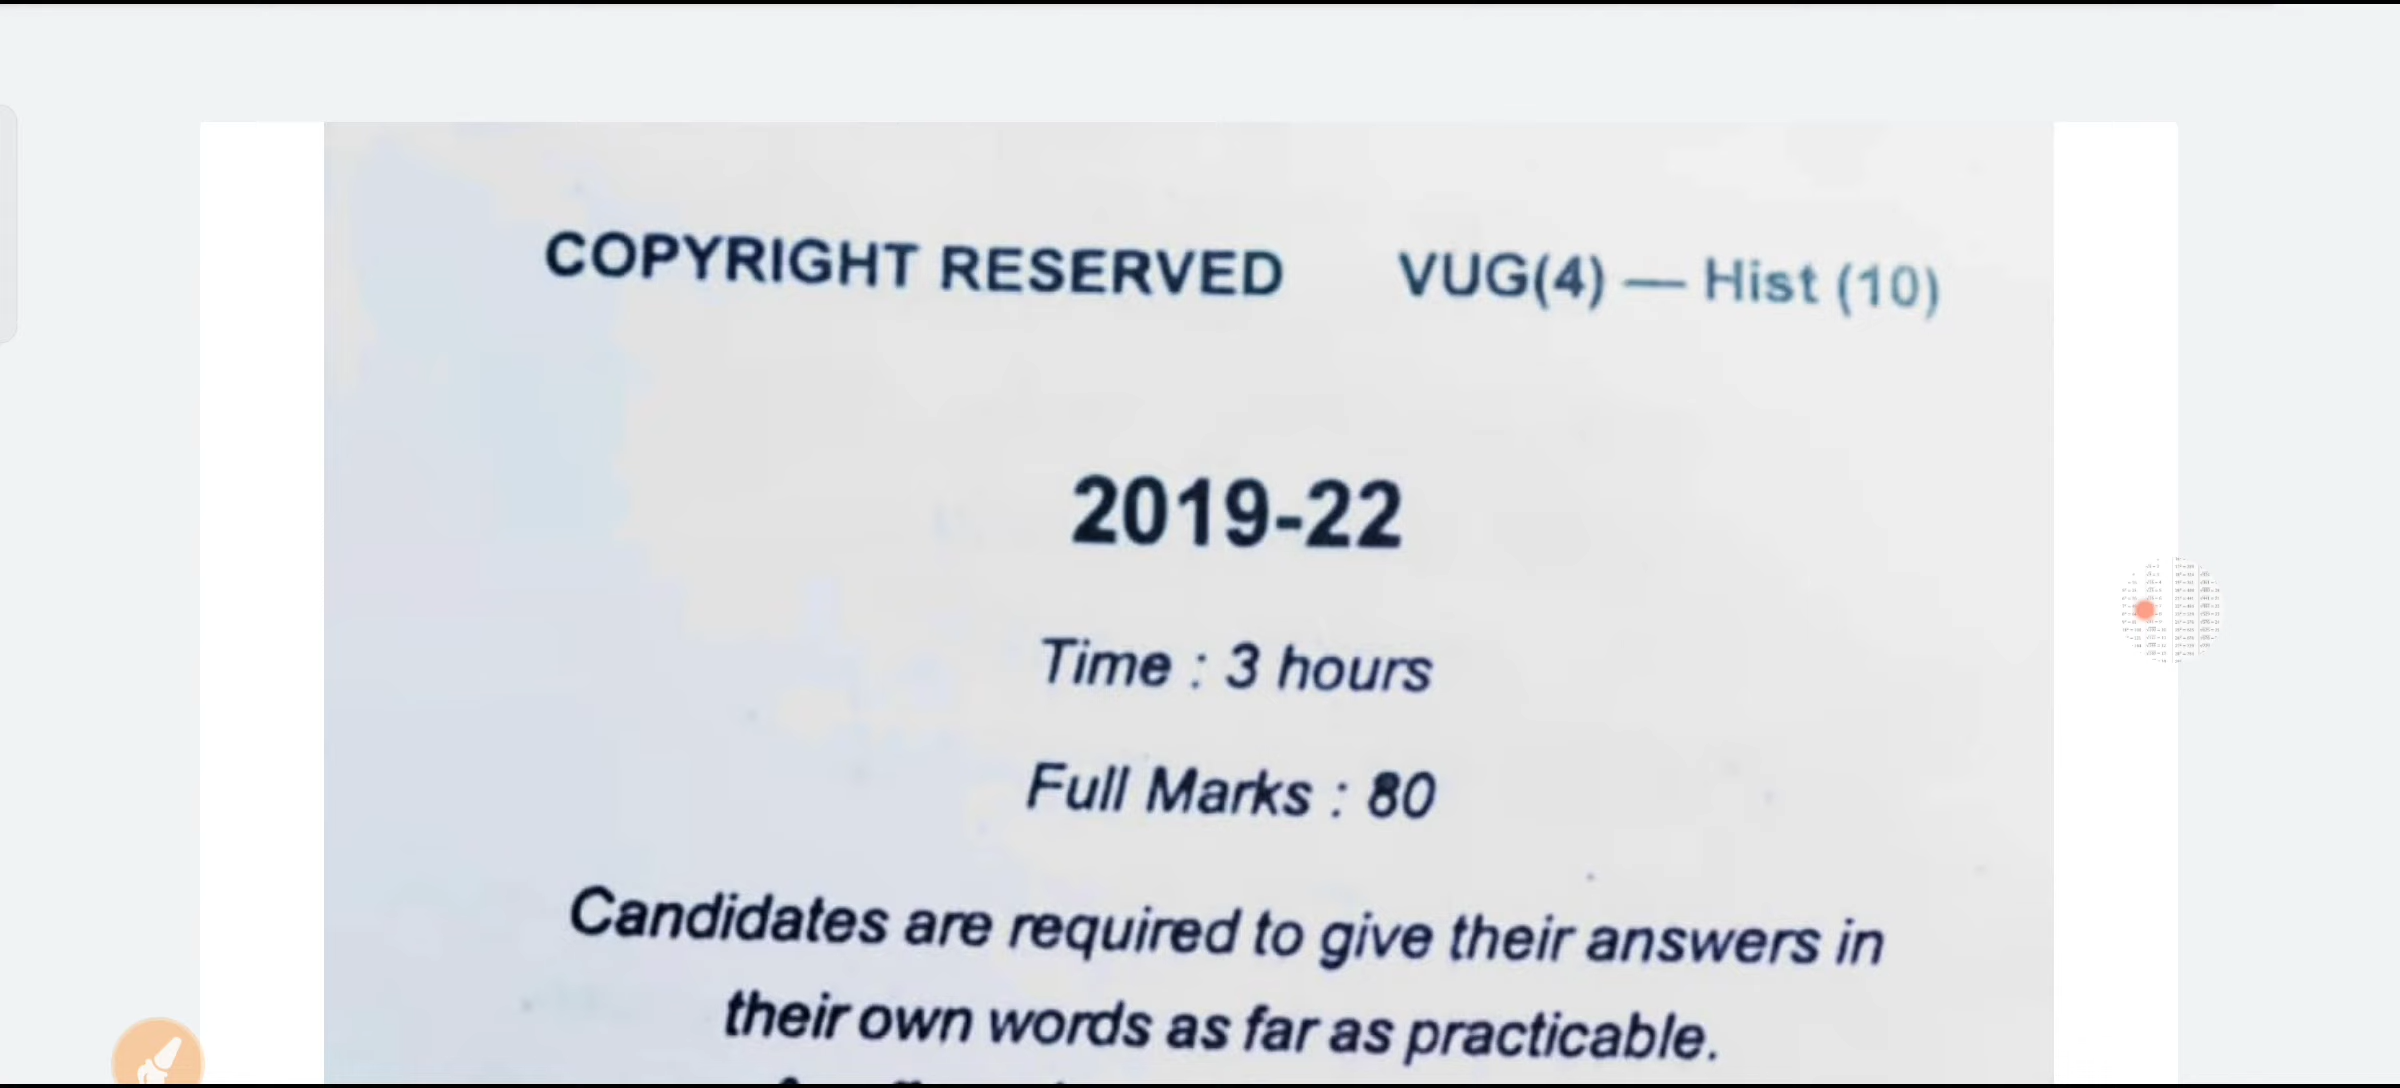 COPYRIGHT RESERVED VUG(4) — Hist (10)
2019-22
Time : 3 hours
Full Marks : 80
Candidates are required to give their answers in
their own words as far as practicable.